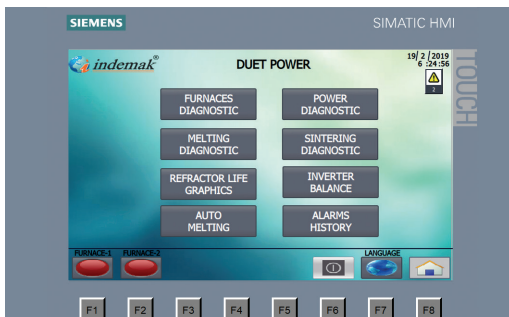 SIEMENS
SIMATIC HMI
TOUCH
indemak®
DUET POWER
19/ 2 /2019
6 :24:56
2
FURNACES
DIAGNOSTIC
POWER
DIAGNOSTIC
MELTING
DIAGNOSTIC
SINTERING
DIAGNOSTIC
REFRACTOR LIFE
GRAPHICS
INVERTER
BALANCE
AUTO
MELTING
ALARMS
HISTORY
FURNACE-1
FURNACE-2
LANGUAGE
F1
F2
F3
F4
F5
F6
F7
F8